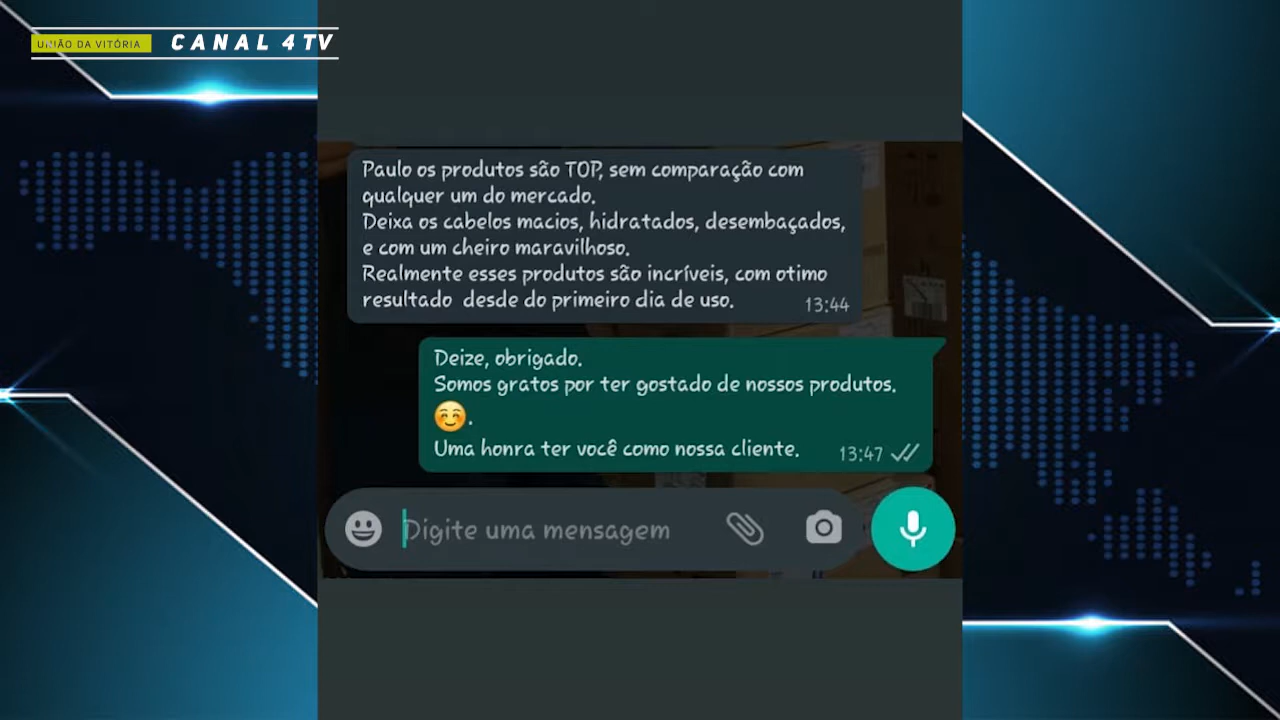 UNIÃO DA VITÓRIA CANAL 4 TV
Paulo os produtos são TOP, sem comparação com
qualquer um do mercado.
Deixa os cabelos macios, hidratados, desembaçados,
e com um cheiro maravilhoso.
Realmente esses produtos são incríveis, com otimo
resultado desde do primeiro dia de uso.
13:44
Deize, obrigado.
Somos gratos por ter gostado de nossos produtos.
☺️.
Uma honra ter você como nossa cliente.
13:47
Digite uma mensagem